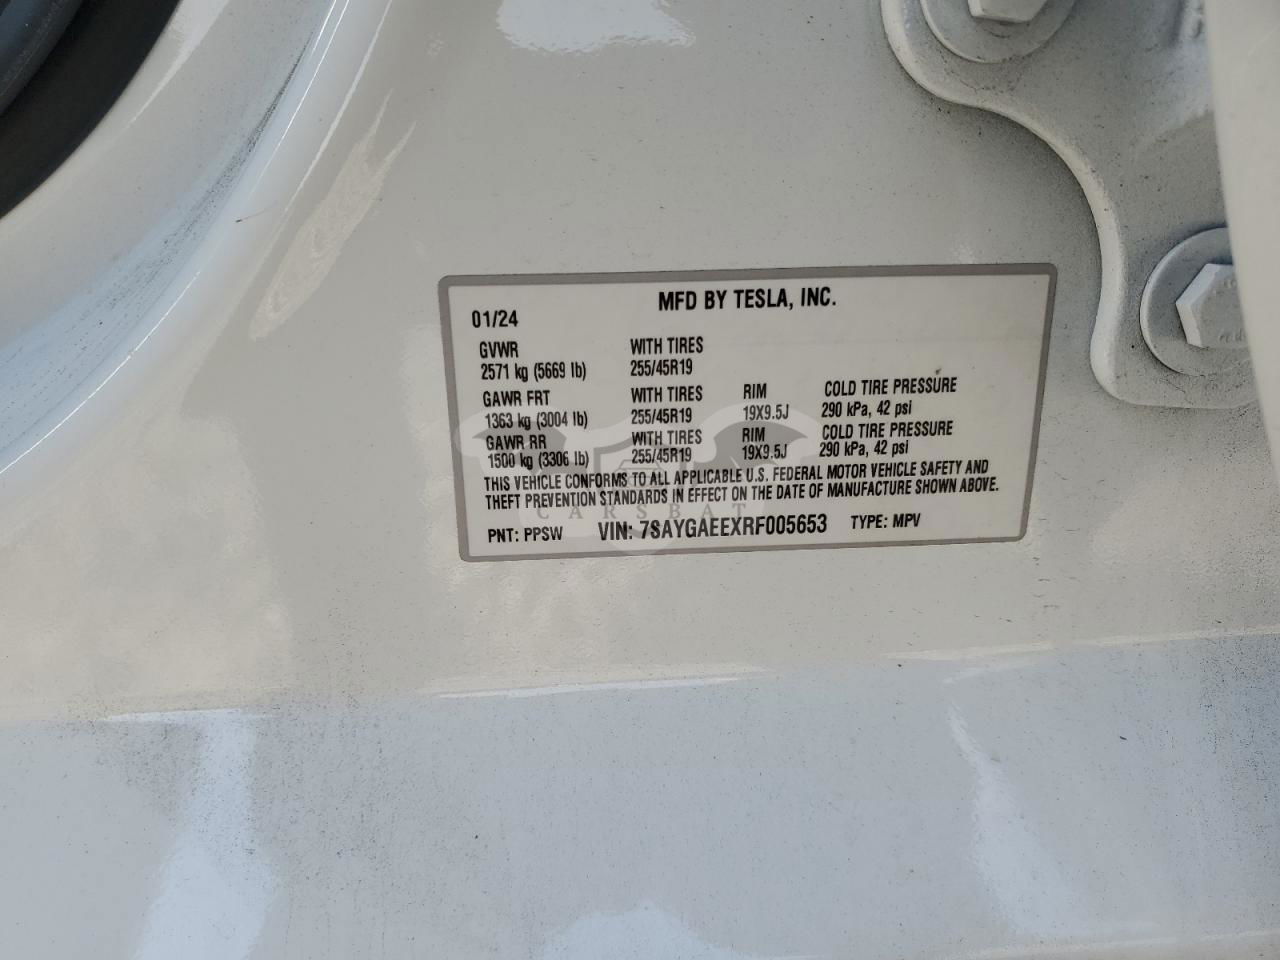 MFD BY TESLA, INC.
01/24
GVWR WITH TIRES
2571 kg (5669 lb) 255/45R19
GAWR FRT WITH TIRES RIM COLD TIRE PRESSURE
1363 kg (3004 lb) 255/45R19 19X9.5J 290 kPa, 42 psi
GAWR RR WITH TIRES RIM COLD TIRE PRESSURE
1500 kg (3306 lb) 255/45R19 19X9.5J 290 kPa, 42 psi
THIS VEHICLE CONFORMS TO ALL APPLICABLE U.S. FEDERAL MOTOR VEHICLE SAFETY AND
THEFT PREVENTION STANDARDS IN EFFECT ON THE DATE OF MANUFACTURE SHOWN ABOVE.
CARSBAT
PNT: PPSW VIN: 7SAYGAEEXRF005653 TYPE: MPV